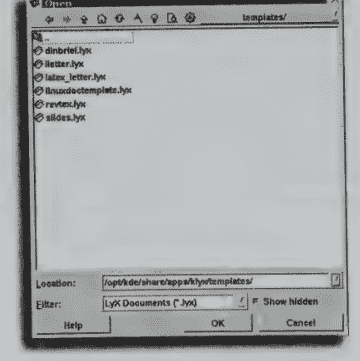 Open
templates/
..
dinbrief.lyx
iletter.lyx
latex_letter.lyx
linuxdoctemplate.lyx
revtex.lyx
slides.lyx
Location: /opt/kde/share/apps/klyx/templates/
Filter: LyX Documents (*.lyx) Show hidden
Help OK Cancel